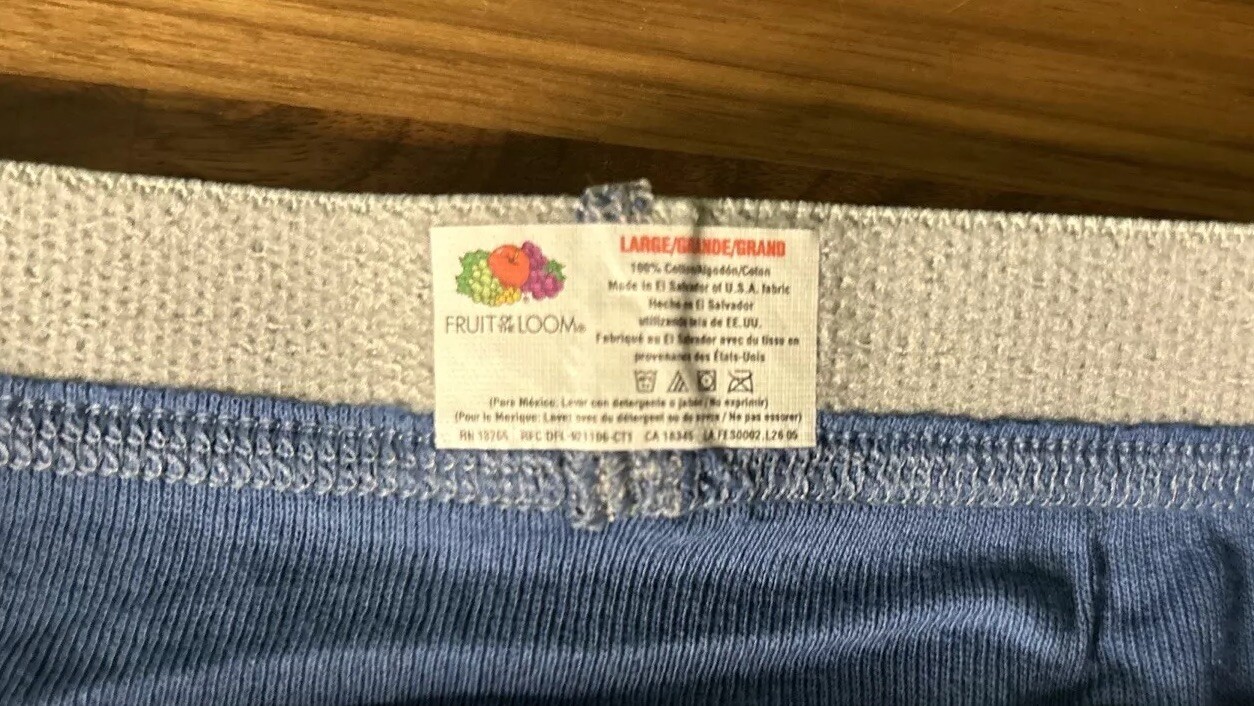 FRUIT OF THE LOOM®
LARGE/GRANDE/GRAND
100% Cotton/Algodón/Coton
Made in El Salvador of U.S.A. fabric
Hecho en El Salvador
utilizando tela de EE.UU.
Fabriqué au El Salvador avec du tissu en
provenance des États-Unis
(Para México: Lavar con detergente o jabón / No exprimir)
(Pour le Mexique: Laver avec du détergent ou du savon / Ne pas essorer)
RN 13765 RFC DFL-921106-CT1 CA 18345